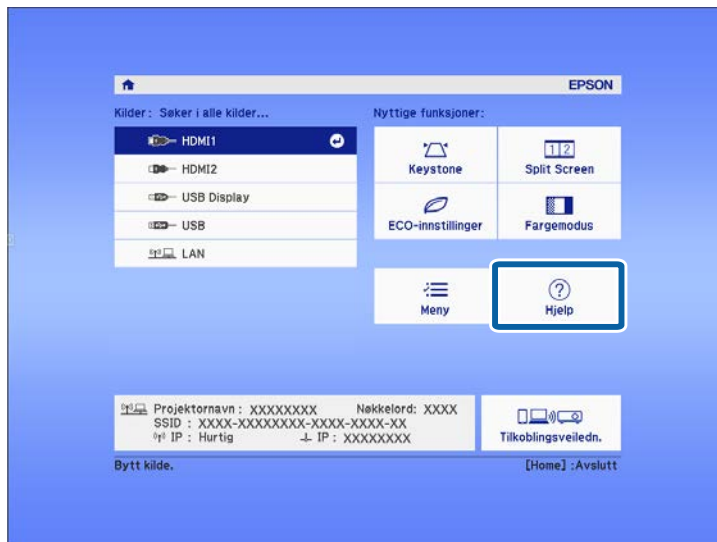 EPSON
Kilder : Søker i alle kilder...
Nyttige funksjoner:
HDMI1
HDMI2
USB Display
USB
LAN
Keystone
Split Screen
1 2
ECO-innstillinger
Fargemodus
Meny
Hjelp
Projektornavn : XXXXXXXX Nøkkelord: XXXX
SSID : XXXX-XXXXXXXX-XXXX-XXXX-XX
IP : Hurtig IP : XXXXXXXX
Tilkoblingsveiledn.
Bytt kilde.
[Home] :Avslutt